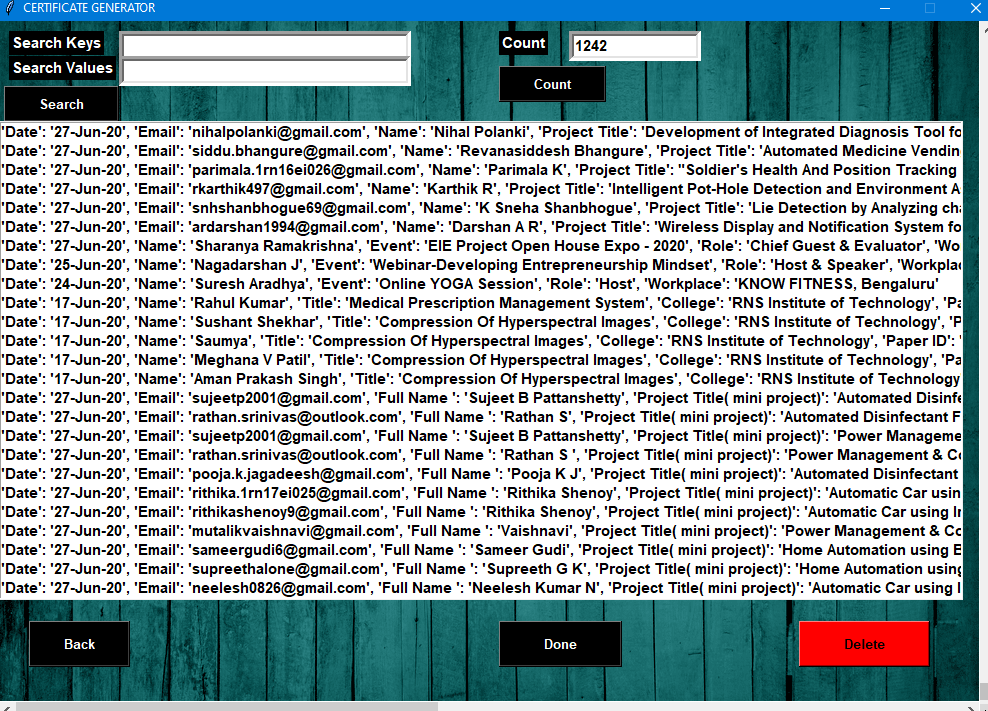 CERTIFICATE GENERATOR
Search Keys
Count 1242
Search Values
Search
Count
'Date': '27-Jun-20', 'Email': 'nihalpolanki@gmail.com', 'Name': 'Nihal Polanki', 'Project Title': 'Development of Integrated Diagnosis Tool fo
'Date': '27-Jun-20', 'Email': 'siddu.bhangure@gmail.com', 'Name': 'Revanasiddesh Bhangure', 'Project Title': 'Automated Medicine Vendin
'Date': '27-Jun-20', 'Email': 'parimala.1rn16ei026@gmail.com', 'Name': 'Parimala K', 'Project Title': "Soldier's Health And Position Tracking
'Date': '27-Jun-20', 'Email': 'rkarthik497@gmail.com', 'Name': 'Karthik R', 'Project Title': 'Intelligent Pot-Hole Detection and Environment
'Date': '27-Jun-20', 'Email': 'snhshanbhogue69@gmail.com', 'Name': 'K Sneha Shanbhogue', 'Project Title': 'Lie Detection by Analyzing ch
'Date': '27-Jun-20', 'Email': 'ardarshan1994@gmail.com', 'Name': 'Darshan A R', 'Project Title': 'Wireless Display and Notification System fo
'Date': '27-Jun-20', 'Name': 'Sharanya Ramakrishna', 'Event': 'EIE Project Open House Expo - 2020', 'Role': 'Chief Guest & Evaluator', 'Wo
'Date': '25-Jun-20', 'Name': 'Nagadarshan J', 'Event': 'Webinar-Developing Entrepreneurship Mindset', 'Role': 'Host & Speaker', 'Workplac
'Date': '24-Jun-20', 'Name': 'Suresh Aradhya', 'Event': 'Online YOGA Session', 'Role': 'Host', 'Workplace': 'KNOW FITNESS, Bengaluru'
'Date': '17-Jun-20', 'Name': 'Rahul Kumar', 'Title': 'Medical Prescription Management System', 'College': 'RNS Institute of Technology', 'Pa
'Date': '17-Jun-20', 'Name': 'Sushant Shekhar', 'Title': 'Compression Of Hyperspectral Images', 'College': 'RNS Institute of Technology', 'P
'Date': '17-Jun-20', 'Name': 'Saumya', 'Title': 'Compression Of Hyperspectral Images', 'College': 'RNS Institute of Technology', 'Paper ID': '
'Date': '17-Jun-20', 'Name': 'Meghana V Patil', 'Title': 'Compression Of Hyperspectral Images', 'College': 'RNS Institute of Technology', 'Pa
'Date': '17-Jun-20', 'Name': 'Aman Prakash Singh', 'Title': 'Compression Of Hyperspectral Images', 'College': 'RNS Institute of Technology
'Date': '27-Jun-20', 'Email': 'sujeetp2001@gmail.com', 'Full Name ': 'Sujeet B Pattanshetty', 'Project Title( mini project)': 'Automated Disinfe
'Date': '27-Jun-20', 'Email': 'rathan.srinivas@outlook.com', 'Full Name ': 'Rathan S', 'Project Title( mini project)': 'Automated Disinfectant F
'Date': '27-Jun-20', 'Email': 'sujeetp2001@gmail.com', 'Full Name ': 'Sujeet B Pattanshetty', 'Project Title( mini project)': 'Power Manageme
'Date': '27-Jun-20', 'Email': 'rathan.srinivas@outlook.com', 'Full Name ': 'Rathan S ', 'Project Title( mini project)': 'Power Management & Co
'Date': '27-Jun-20', 'Email': 'pooja.k.jagadeesh@gmail.com', 'Full Name ': 'Pooja K J', 'Project Title( mini project)': 'Automated Disinfectant
'Date': '27-Jun-20', 'Email': 'rithika.1rn17ei025@gmail.com', 'Full Name ': 'Rithika Shenoy', 'Project Title( mini project)': 'Automatic Car usin
'Date': '27-Jun-20', 'Email': 'rithikashenoy9@gmail.com', 'Full Name ': 'Rithika Shenoy', 'Project Title( mini project)': 'Automatic Car using
'Date': '27-Jun-20', 'Email': 'mutalikvaishnavi@gmail.com', 'Full Name ': 'Vaishnavi', 'Project Title( mini project)': 'Power Management & Co
'Date': '27-Jun-20', 'Email': 'sameergudi6@gmail.com', 'Full Name ': 'Sameer Gudi', 'Project Title( mini project)': 'Home Automation using
'Date': '27-Jun-20', 'Email': 'supreethalone@gmail.com', 'Full Name ': 'Supreeth G K', 'Project Title( mini project)': 'Home Automation using
'Date': '27-Jun-20', 'Email': 'neelesh0826@gmail.com', 'Full Name ': 'Neelesh Kumar N', 'Project Title( mini project)': 'Automatic Car using
Back
Done
Delete